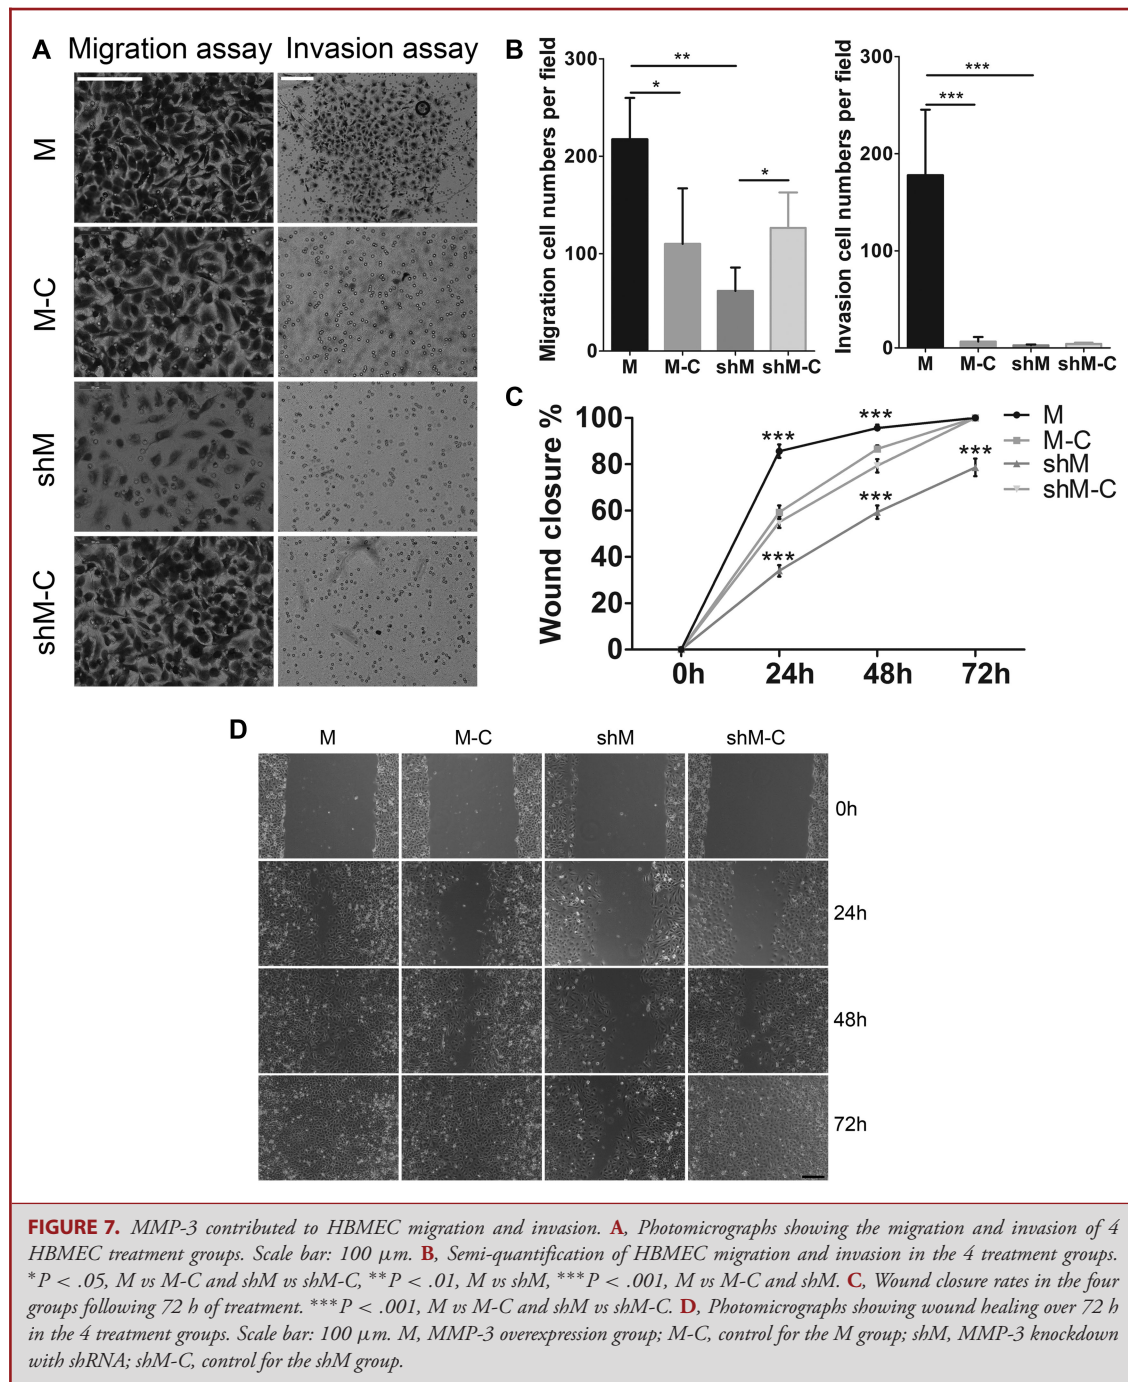 A Migration assay Invasion assay
M
M-C
shM
shM-C
B
Migration cell numbers per field
300
200
100
0
**
*
*
M M-C shM shM-C
Invasion cell numbers per field
300
200
100
0
***
***
M M-C shM shM-C
C
Wound closure %
100
80
60
40
20
0
***
***
***
***
***
0h 24h 48h 72h
M
M-C
shM
shM-C
D
M M-C shM shM-C
0h
24h
48h
72h
FIGURE 7. MMP-3 contributed to HBMEC migration and invasion. A, Photomicrographs showing the migration and invasion of 4
HBMEC treatment groups. Scale bar: 100 μm. B, Semi-quantification of HBMEC migration and invasion in the 4 treatment groups.
*P < .05, M vs M-C and shM vs shM-C, **P < .01, M vs shM, ***P < .001, M vs M-C and shM. C, Wound closure rates in the four
groups following 72 h of treatment. ***P < .001, M vs M-C and shM vs shM-C. D, Photomicrographs showing wound healing over 72 h
in the 4 treatment groups. Scale bar: 100 μm. M, MMP-3 overexpression group; M-C, control for the M group; shM, MMP-3 knockdown
with shRNA; shM-C, control for the shM group.